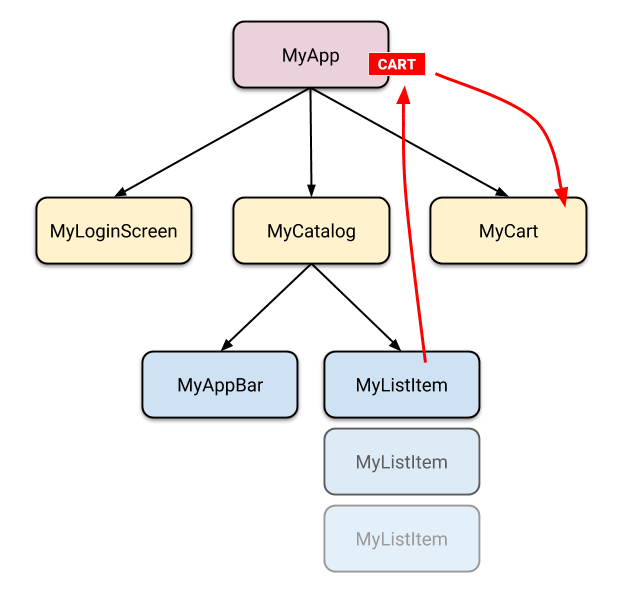 MyApp
CART
MyLoginScreen
MyCatalog
MyCart
MyAppBar
MyListItem
MyListItem
MyListItem